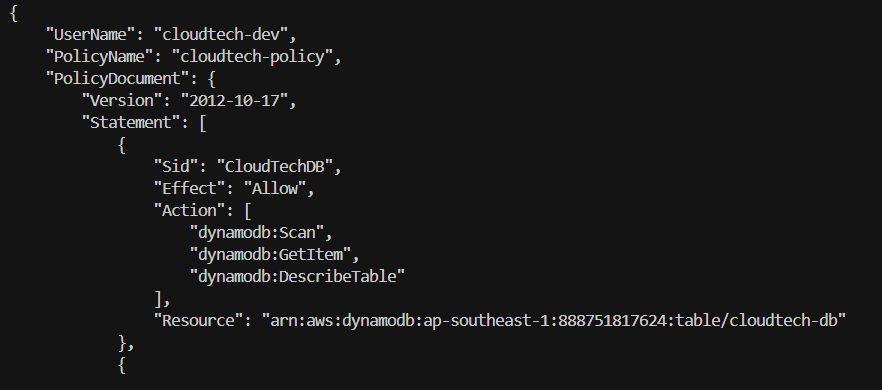 {
    "UserName": "cloudtech-dev",
    "PolicyName": "cloudtech-policy",
    "PolicyDocument": {
        "Version": "2012-10-17",
        "Statement": [
            {
                "Sid": "CloudTechDB",
                "Effect": "Allow",
                "Action": [
                    "dynamodb:Scan",
                    "dynamodb:GetItem",
                    "dynamodb:DescribeTable"
                ],
                "Resource": "arn:aws:dynamodb:ap-southeast-1:888751817624:table/cloudtech-db"
            },
            {